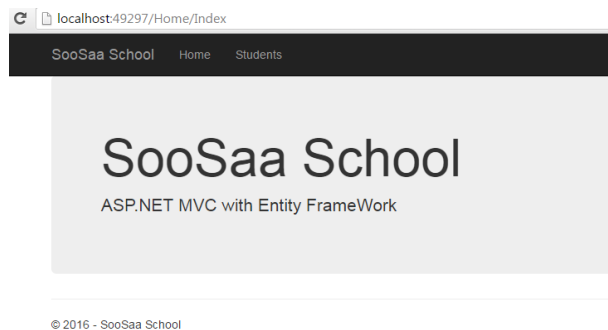 localhost:49297/Home/Index
SooSaa School Home Students
SooSaa School
ASP.NET MVC with Entity FrameWork
© 2016 - SooSaa School